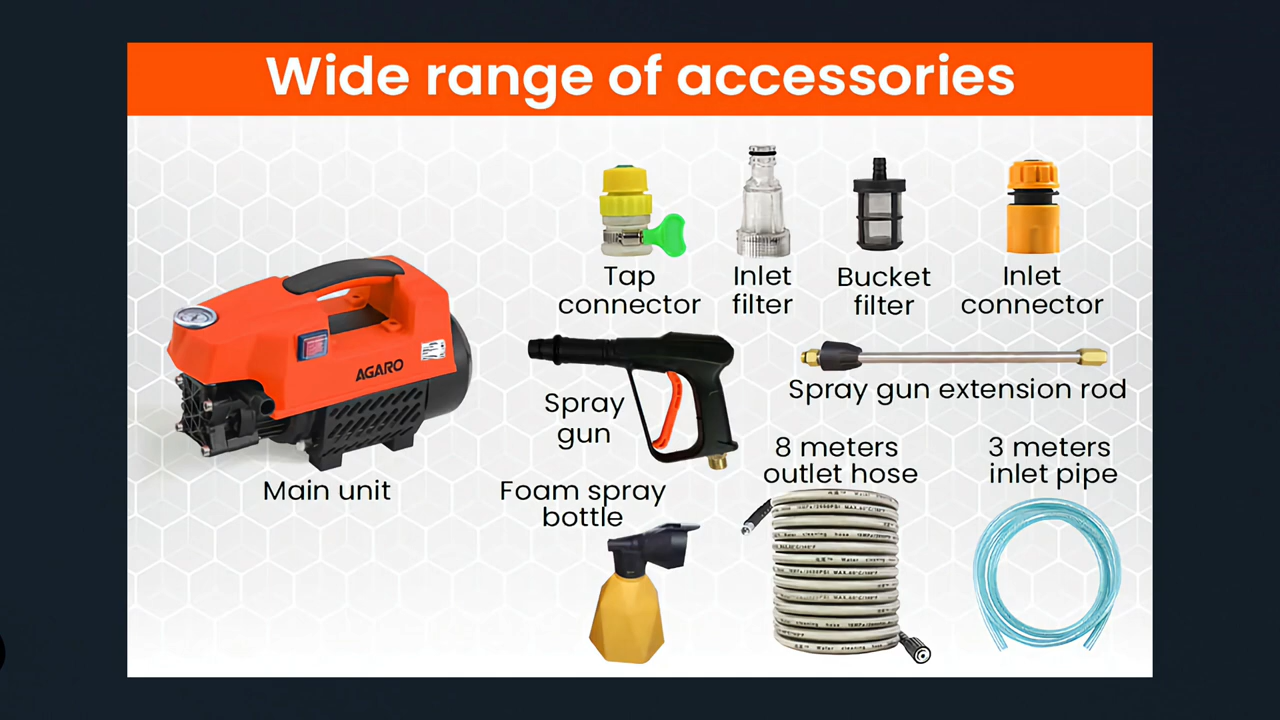 Wide range of accessories
Tap
connector
Inlet
filter
Bucket
filter
Inlet
connector
AGARO
Main unit
Spray
gun
Spray gun extension rod
Foam spray
bottle
8 meters
outlet hose
3 meters
inlet pipe